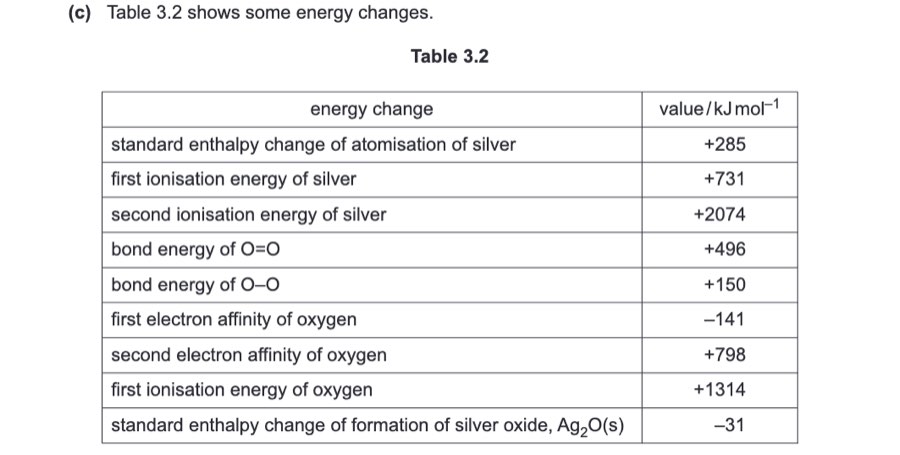 (c) Table 3.2 shows some energy changes.
Table 3.2
energy change value/kJ mol⁻¹
standard enthalpy change of atomisation of silver +285
first ionisation energy of silver +731
second ionisation energy of silver +2074
bond energy of O=O +496
bond energy of O–O +150
first electron affinity of oxygen –141
second electron affinity of oxygen +798
first ionisation energy of oxygen +1314
standard enthalpy change of formation of silver oxide, Ag₂O(s) –31